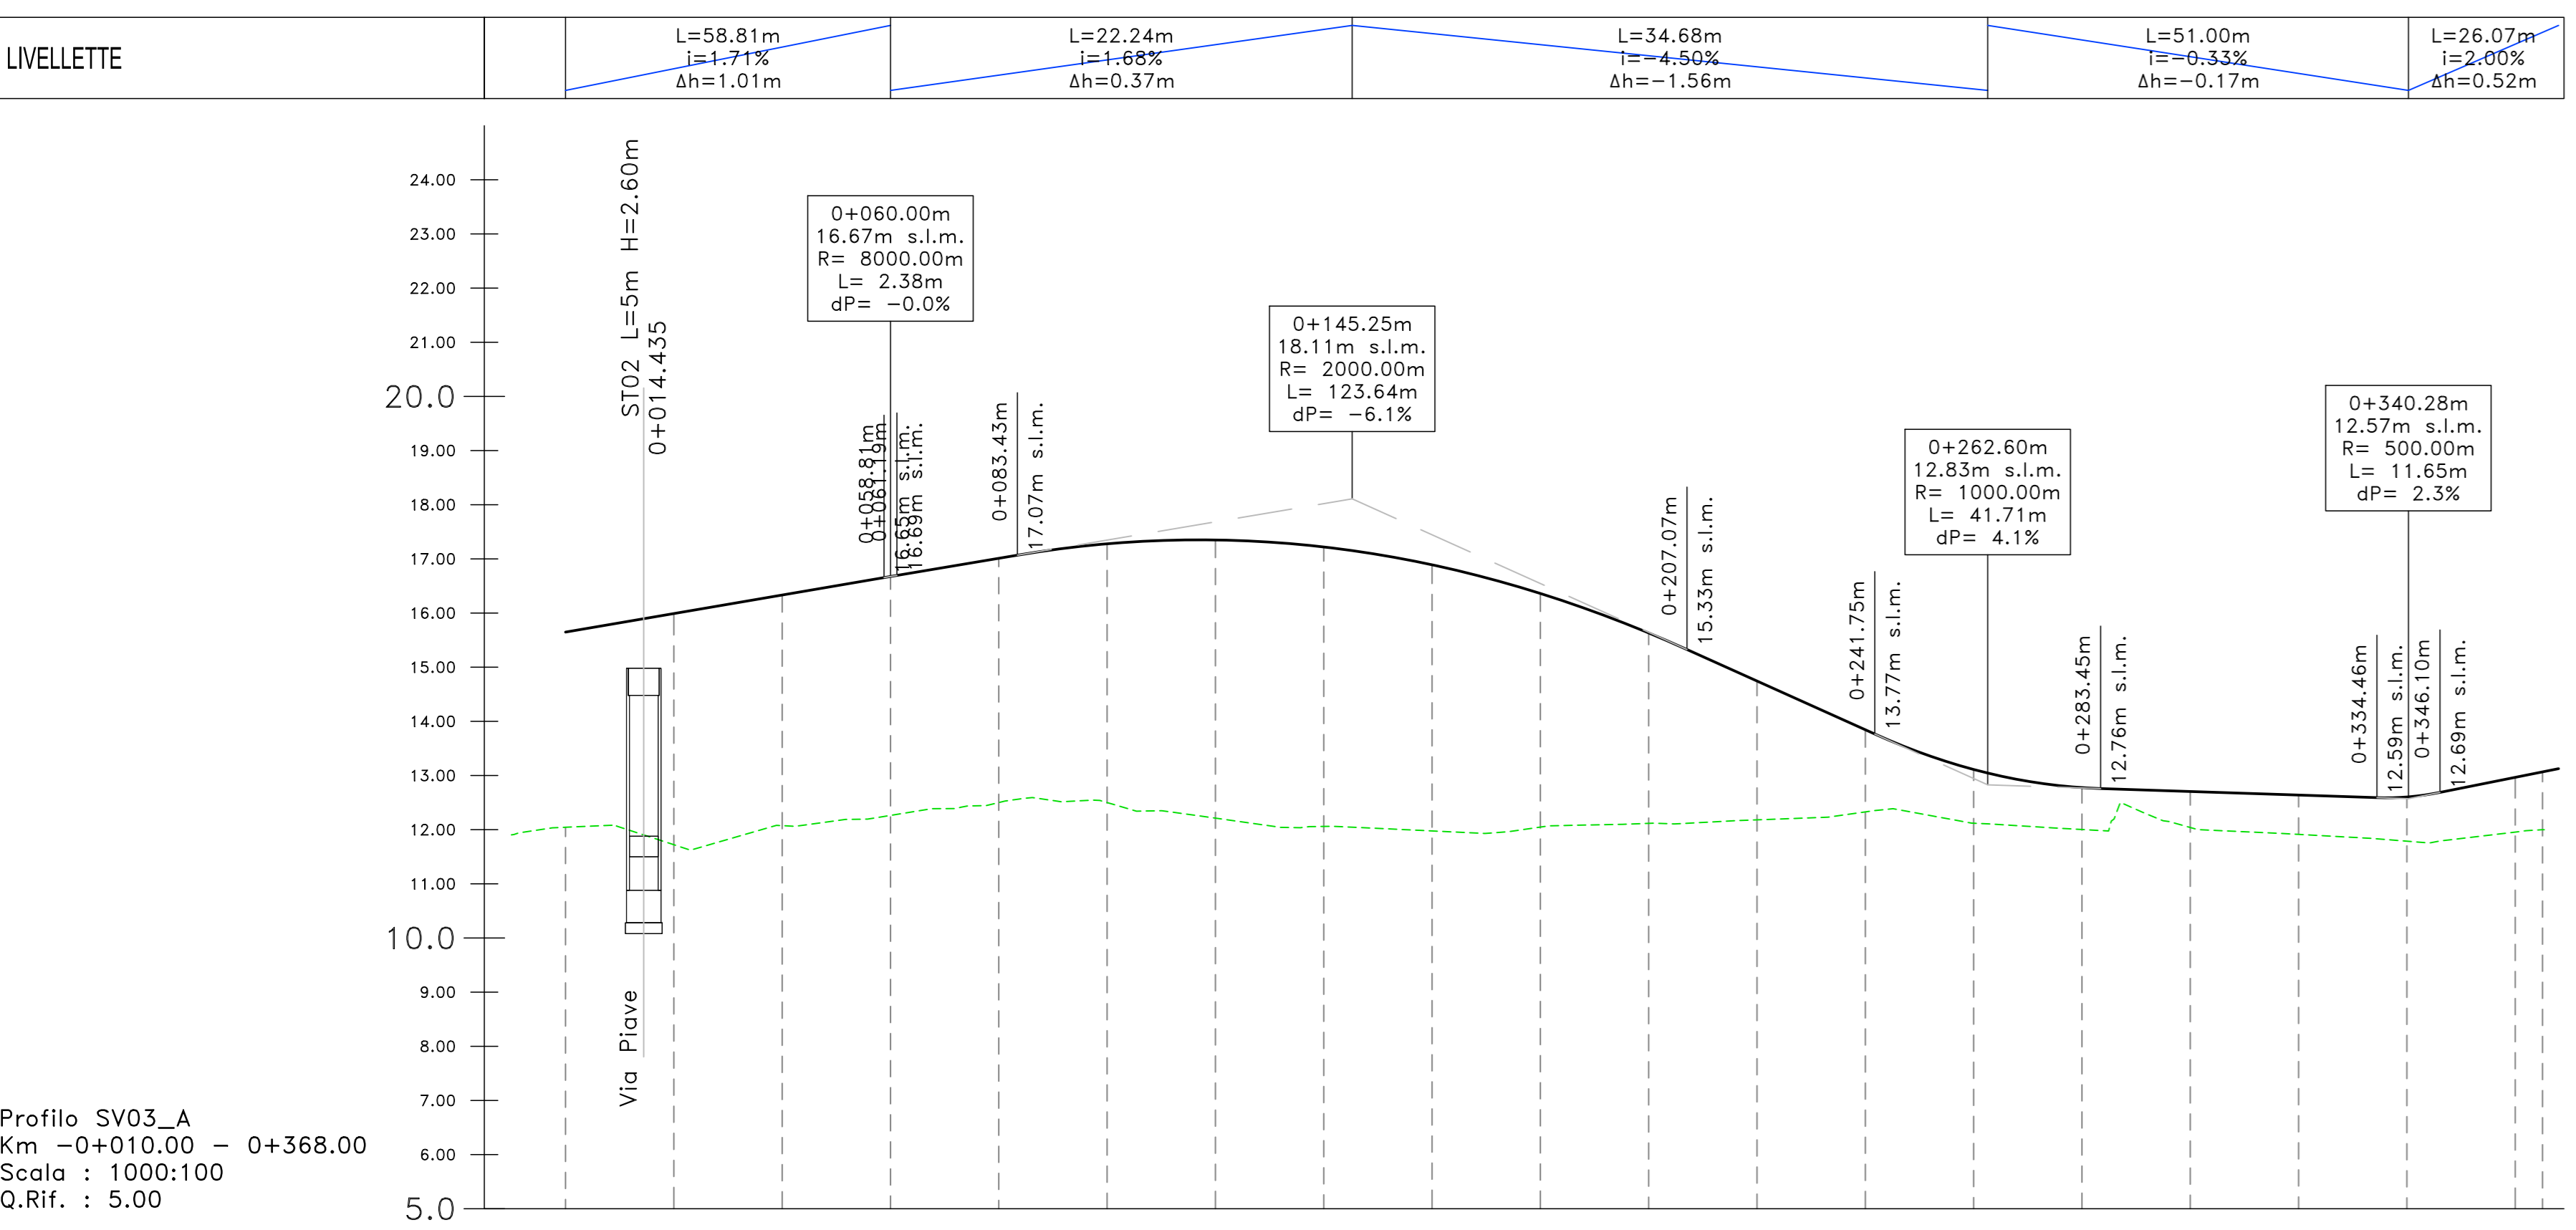 LIVELLETTE
L=58.81m
i=1.71%
Δh=1.01m
L=22.24m
i=1.68%
Δh=0.37m
L=34.68m
i=−4.50%
Δh=−1.56m
L=51.00m
i=−0.33%
Δh=−0.17m
L=26.07m
i=2.00%
Δh=0.52m
24.00
23.00
22.00
21.00
20.0
19.00
18.00
17.00
16.00
15.00
14.00
13.00
12.00
11.00
10.0
9.00
8.00
7.00
6.00
5.0
ST02 L=5m H=2.60m
0+014.435
Via Piave
0+060.00m
16.67m s.l.m.
R= 8000.00m
L= 2.38m
dP= −0.0%
0+058.81m
0+061.19m
16.65m s.l.m.
16.69m s.l.m.
0+083.43m
17.07m s.l.m.
0+145.25m
18.11m s.l.m.
R= 2000.00m
L= 123.64m
dP= −6.1%
0+207.07m
15.33m s.l.m.
0+241.75m
13.77m s.l.m.
0+262.60m
12.83m s.l.m.
R= 1000.00m
L= 41.71m
dP= 4.1%
0+283.45m
12.76m s.l.m.
0+340.28m
12.57m s.l.m.
R= 500.00m
L= 11.65m
dP= 2.3%
0+334.46m
12.59m s.l.m.
0+346.10m
12.69m s.l.m.
Profilo SV03_A
Km −0+010.00 − 0+368.00
Scala : 1000:100
Q.Rif. : 5.00